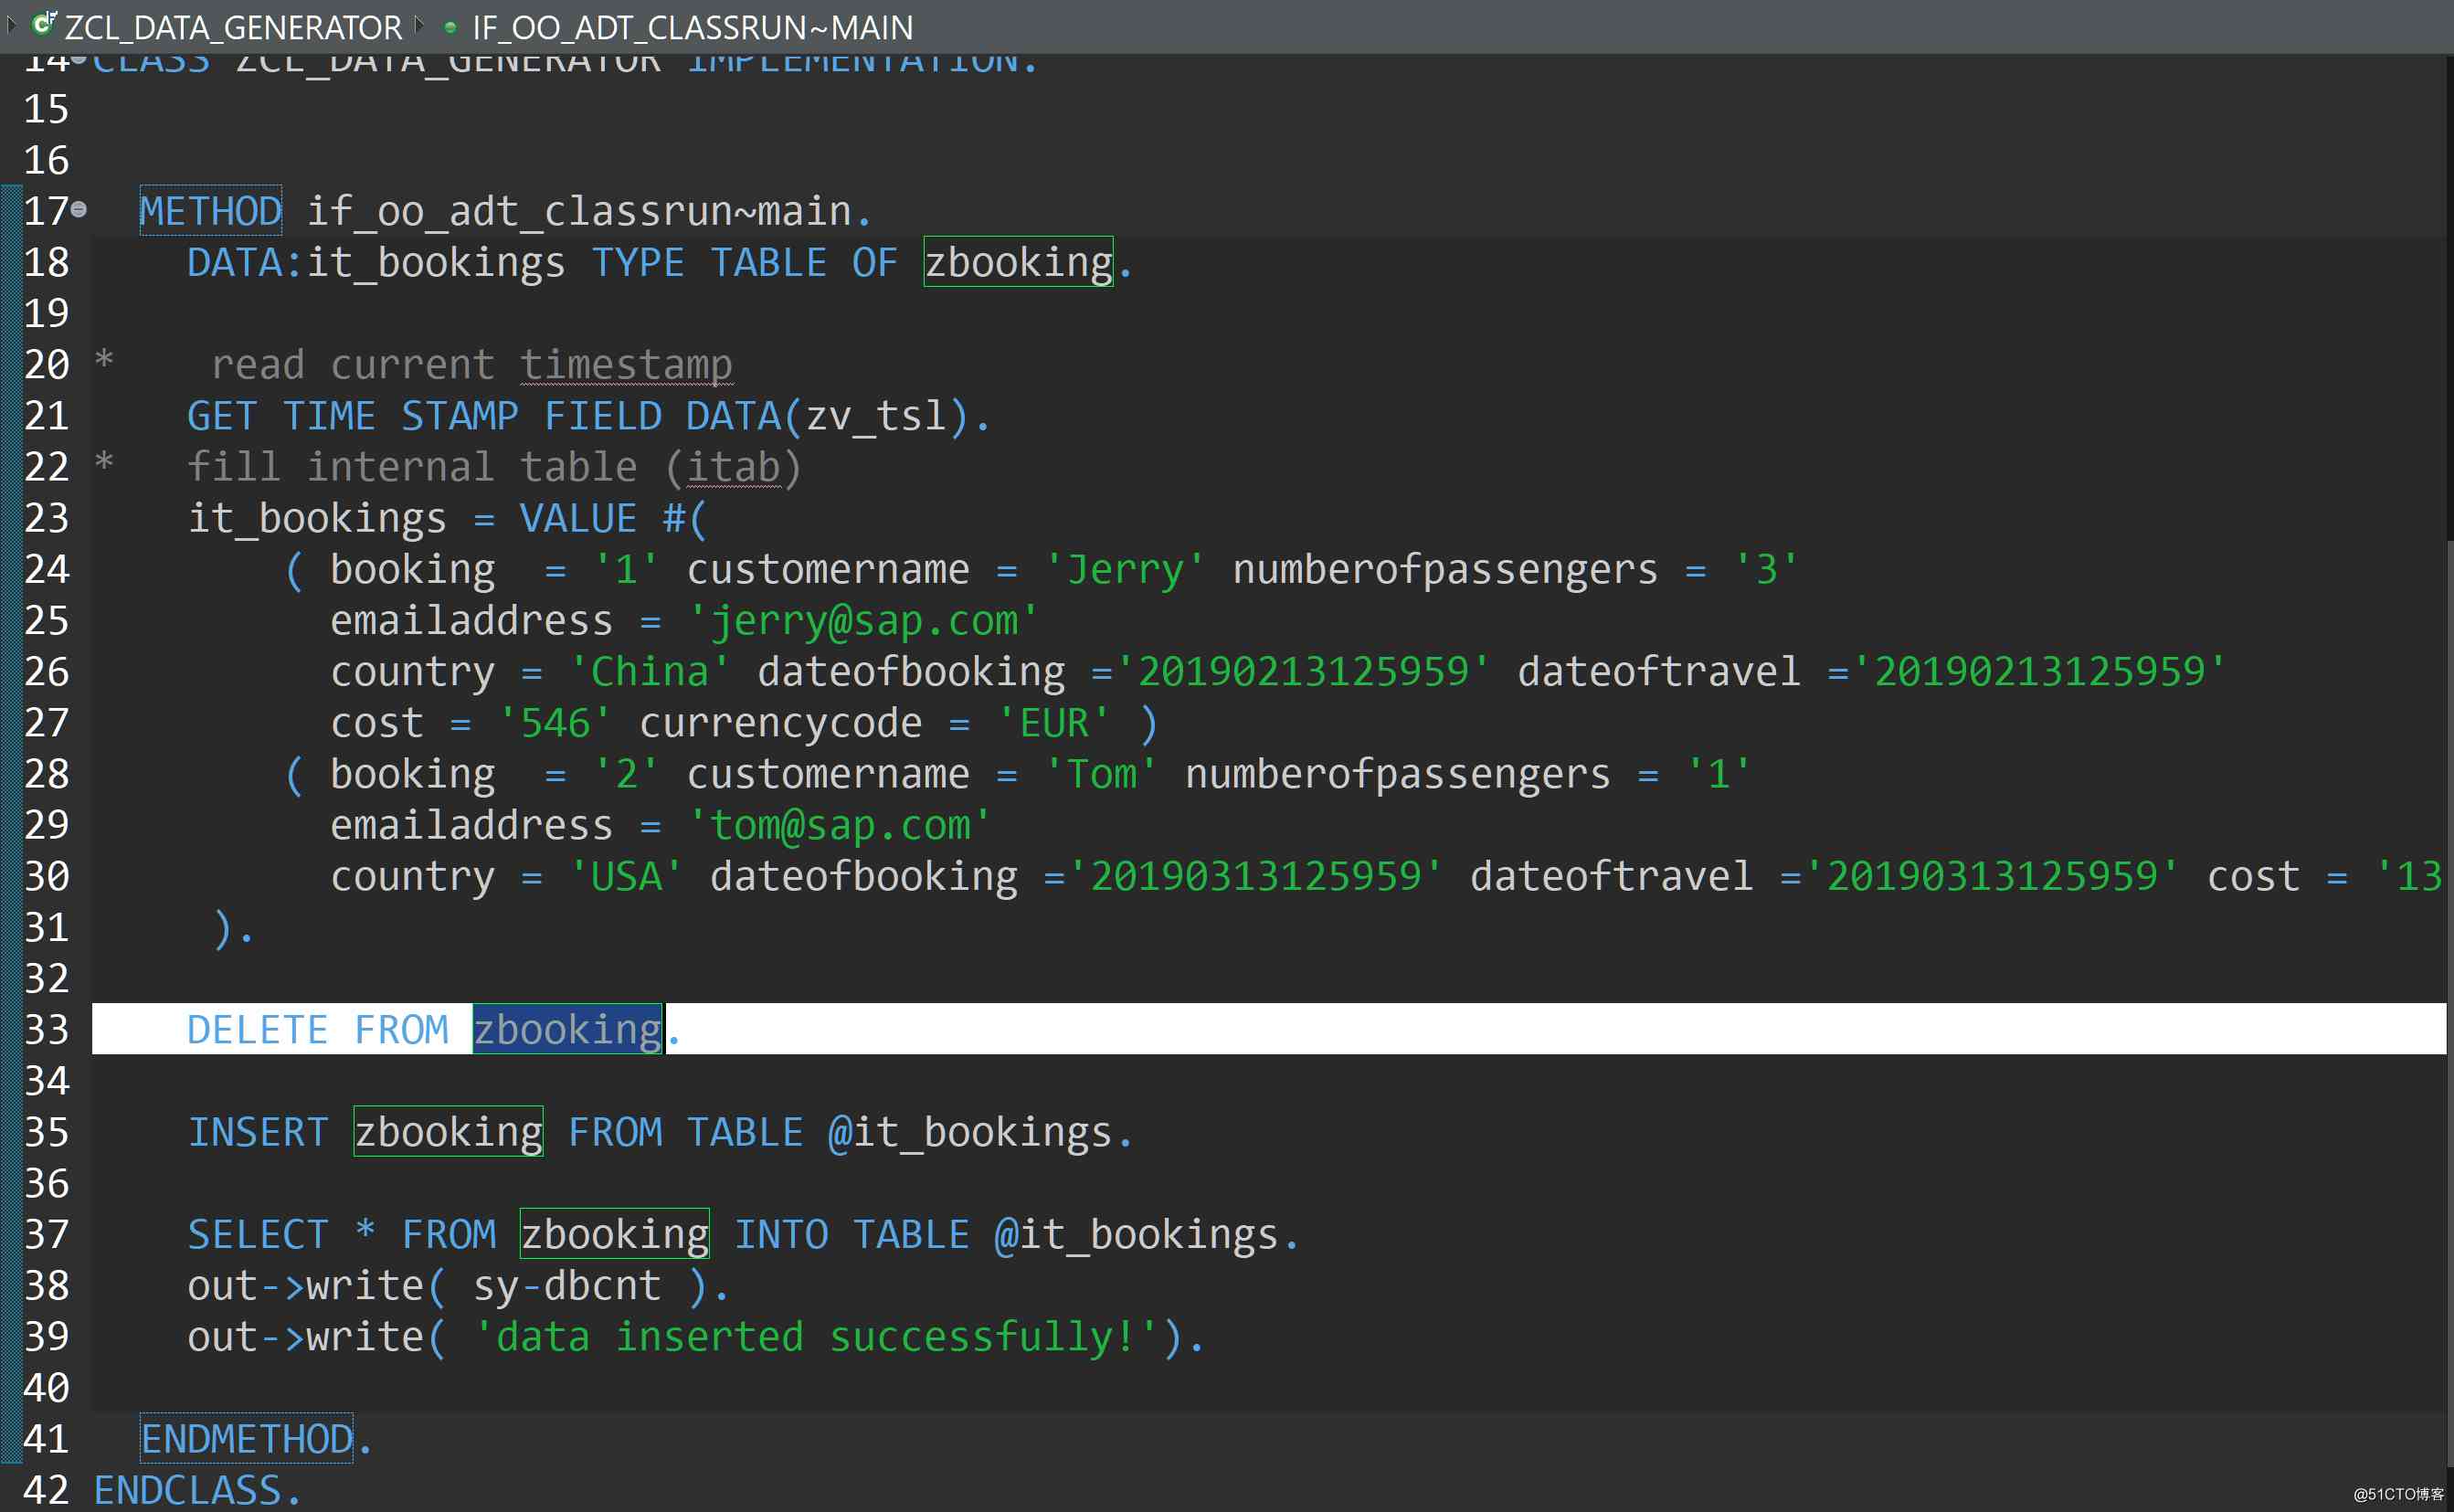 ZCL_DATA_GENERATOR IF_OO_ADT_CLASSRUN~MAIN
14 CLASS ZCL_DATA_GENERATOR IMPLEMENTATION.
15
16
17 METHOD if_oo_adt_classrun~main.
18 DATA:it_bookings TYPE TABLE OF zbooking.
19
20 * read current timestamp
21 GET TIME STAMP FIELD DATA(zv_tsl).
22 * fill internal table (itab)
23 it_bookings = VALUE #(
24 ( booking = '1' customername = 'Jerry' numberofpassengers = '3'
25 emailaddress = 'jerry@sap.com'
26 country = 'China' dateofbooking ='20190213125959' dateoftravel ='20190213125959'
27 cost = '546' currencycode = 'EUR' )
28 ( booking = '2' customername = 'Tom' numberofpassengers = '1'
29 emailaddress = 'tom@sap.com'
30 country = 'USA' dateofbooking ='20190313125959' dateoftravel ='20190313125959' cost = '13
31 ).
32
33 DELETE FROM zbooking.
34
35 INSERT zbooking FROM TABLE @it_bookings.
36
37 SELECT * FROM zbooking INTO TABLE @it_bookings.
38 out->write( sy-dbcnt ).
39 out->write( 'data inserted successfully!').
40
41 ENDMETHOD.
42 ENDCLASS.
@51CTO博客